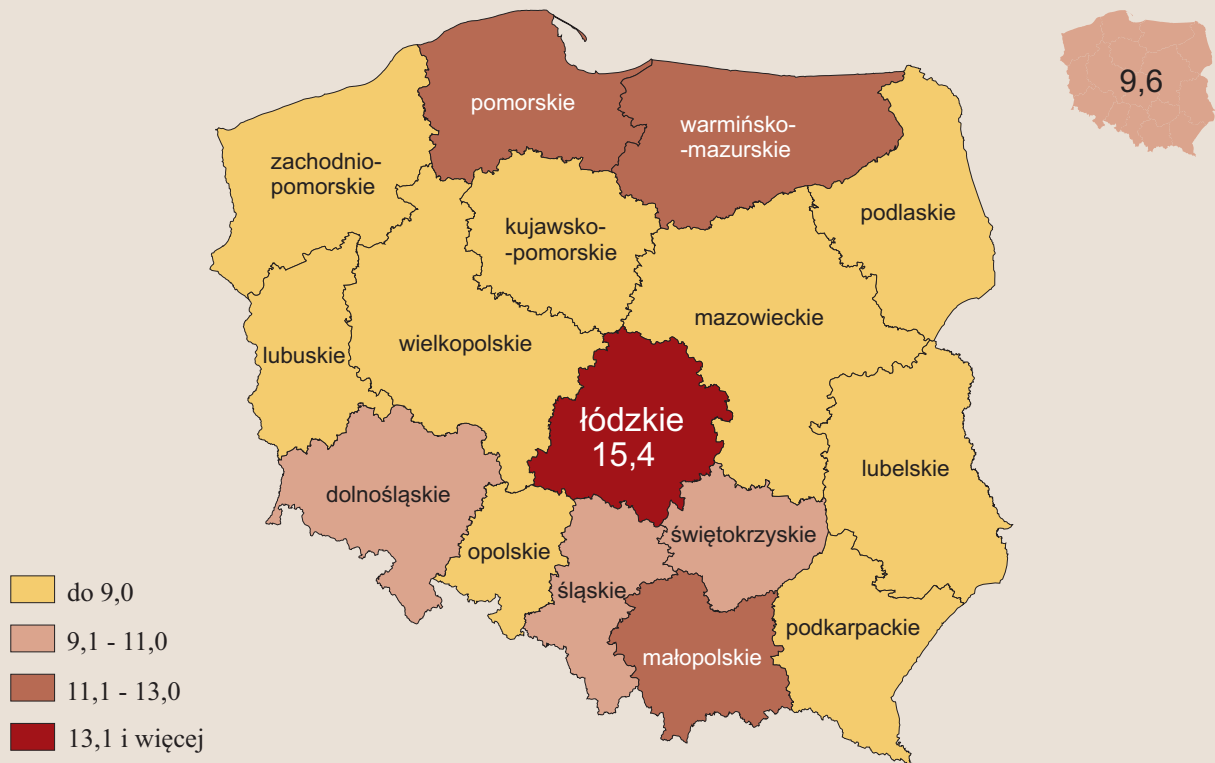 pomorskie
9,6
warmińsko-
-mazurskie
zachodnio-
pomorskie
podlaskie
kujawsko-
-pomorskie
mazowieckie
lubuskie
wielkopolskie
łódzkie
15,4
lubelskie
dolnośląskie
świętokrzyskie
opolskie
śląskie
podkarpackie
małopolskie
do 9,0
9,1 - 11,0
11,1 - 13,0
13,1 i więcej